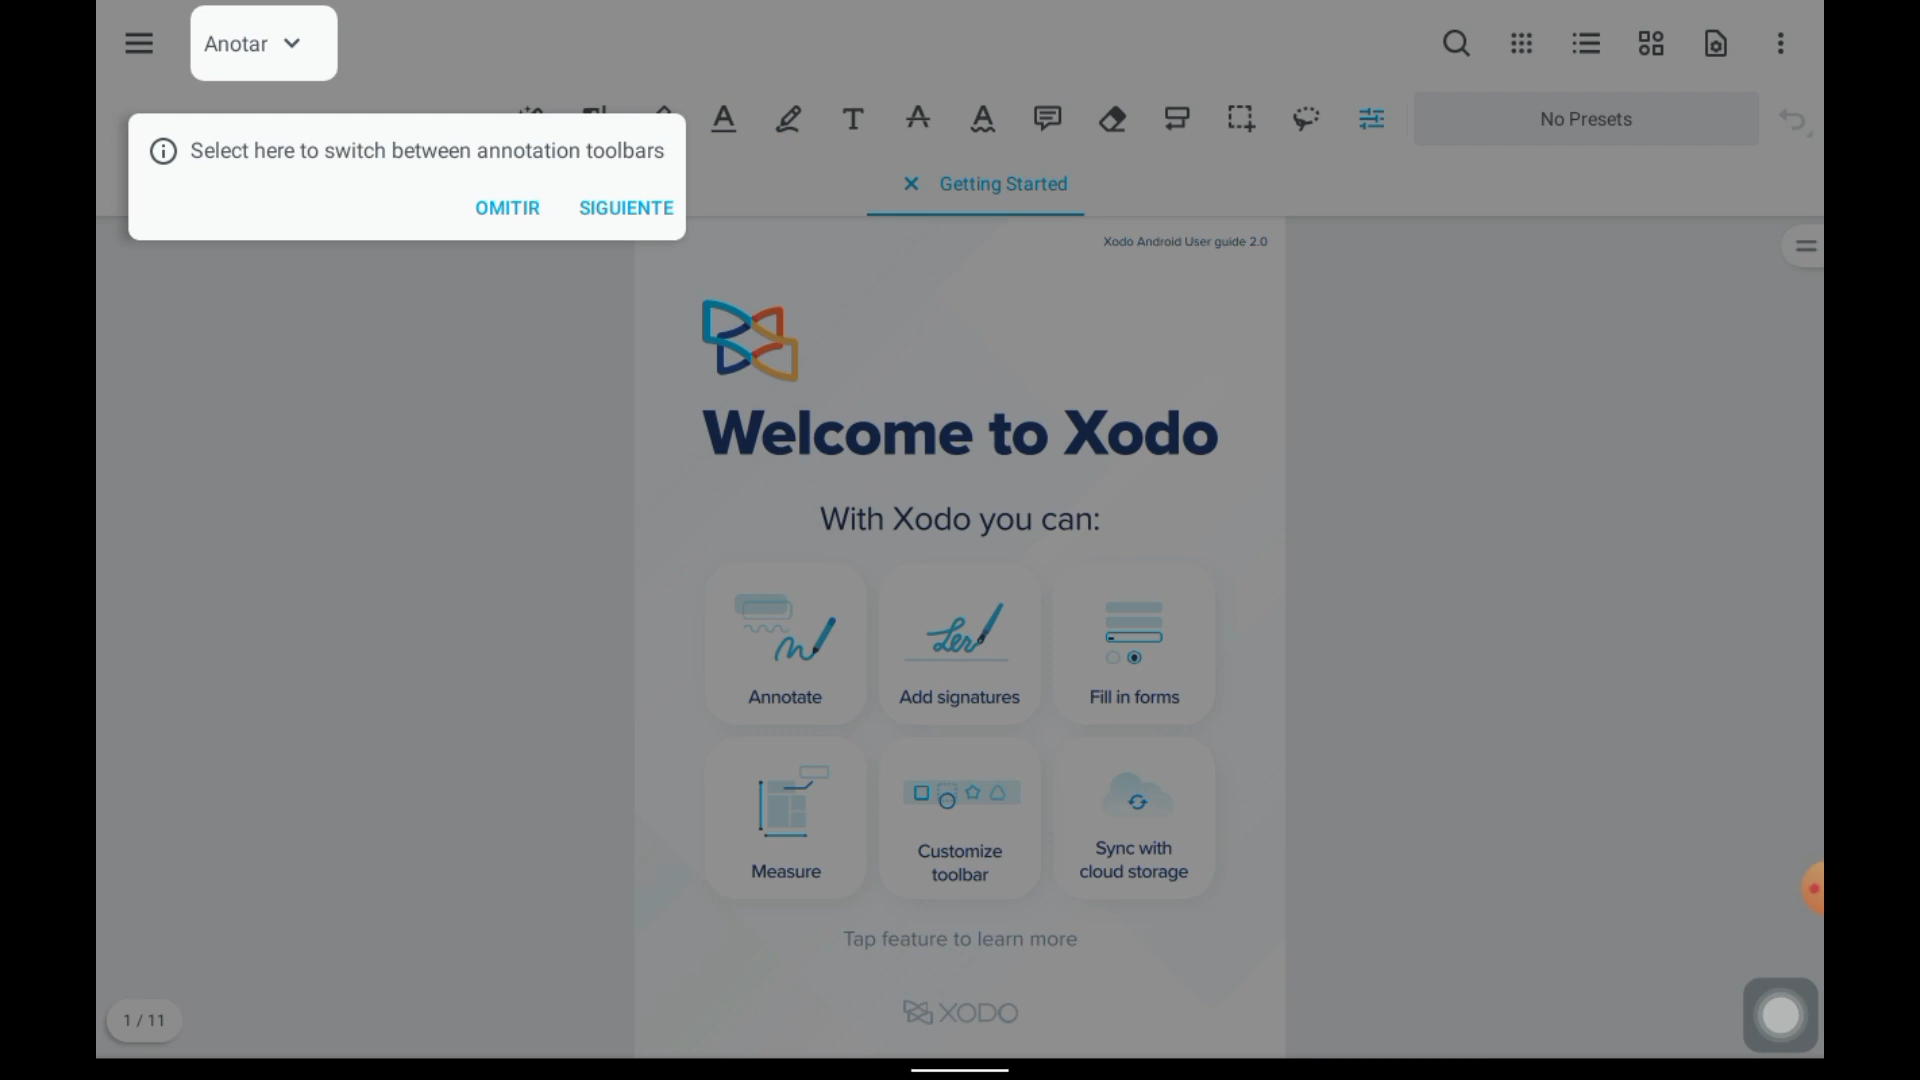 Anotar
No Presets
Select here to switch between annotation toolbars
OMITIR SIGUIENTE
Getting Started
Xodo Android User guide 2.0
Welcome to Xodo
With Xodo you can:
Annotate
Add signatures
Fill in forms
Measure
Customize
toolbar
Sync with
cloud storage
Tap feature to learn more
XODO
1 / 11